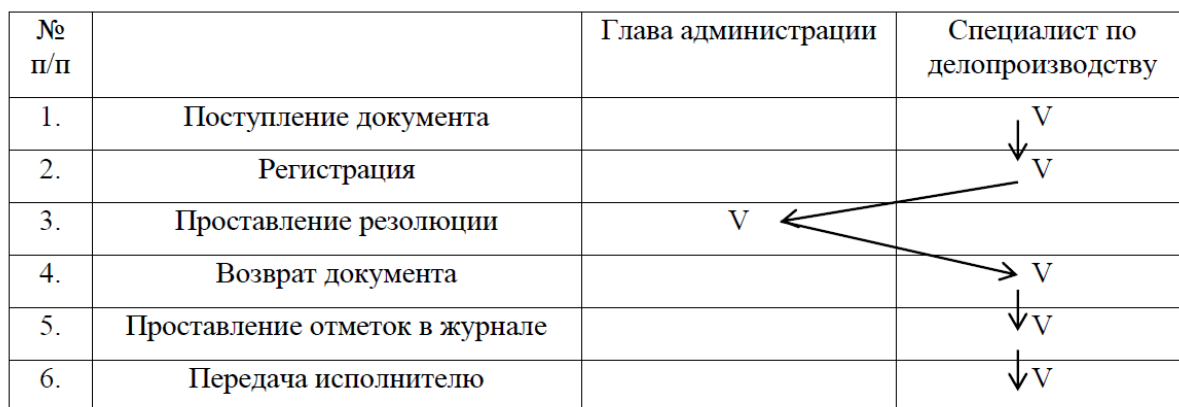 № п/п Глава администрации Специалист по делопроизводству
1. Поступление документа V
2. Регистрация V
3. Проставление резолюции V
4. Возврат документа V
5. Проставление отметок в журнале V
6. Передача исполнителю V